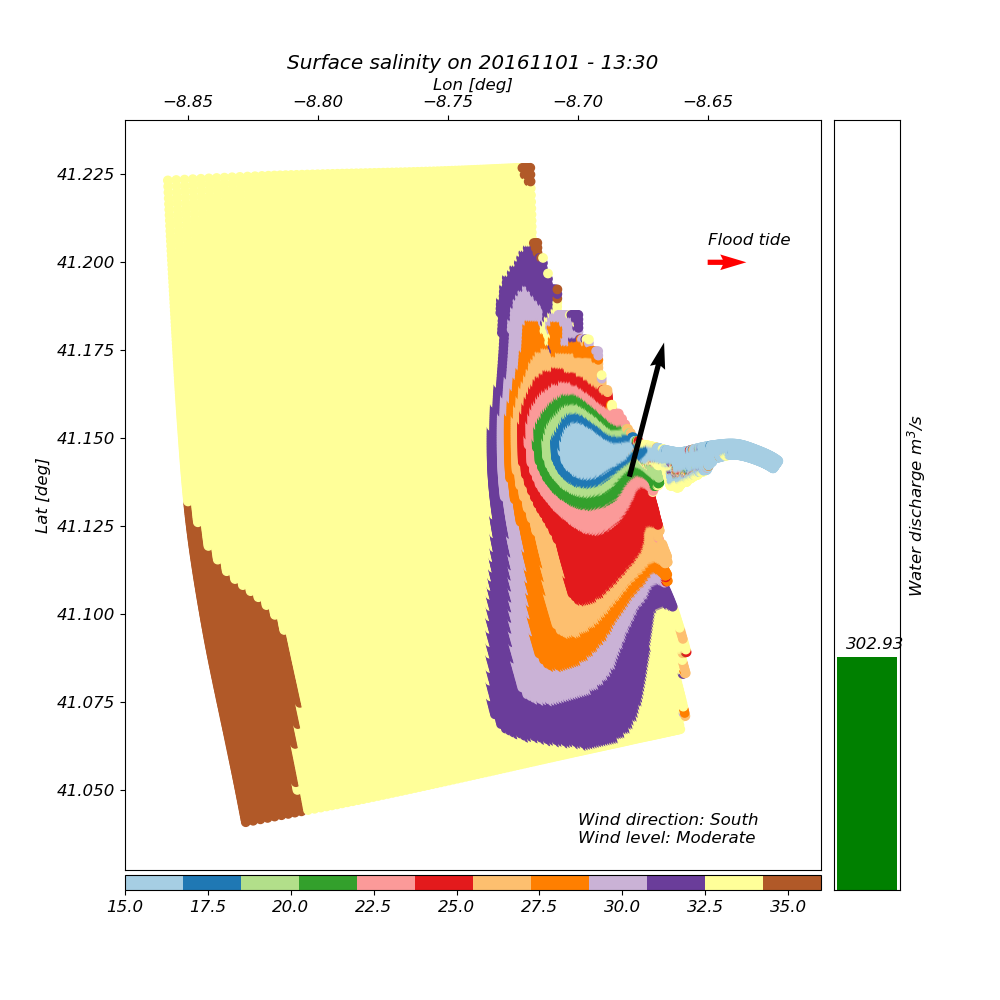 Surface salinity on 20161101 - 13:30
Lon [deg]
−8.85 −8.80 −8.75 −8.70 −8.65
41.225
41.200
41.175
41.150
41.125
41.100
41.075
41.050
Lat [deg]
Flood tide
Wind direction: South
Wind level: Moderate
15.0 17.5 20.0 22.5 25.0 27.5 30.0 32.5 35.0
302.93
Water discharge m³/s